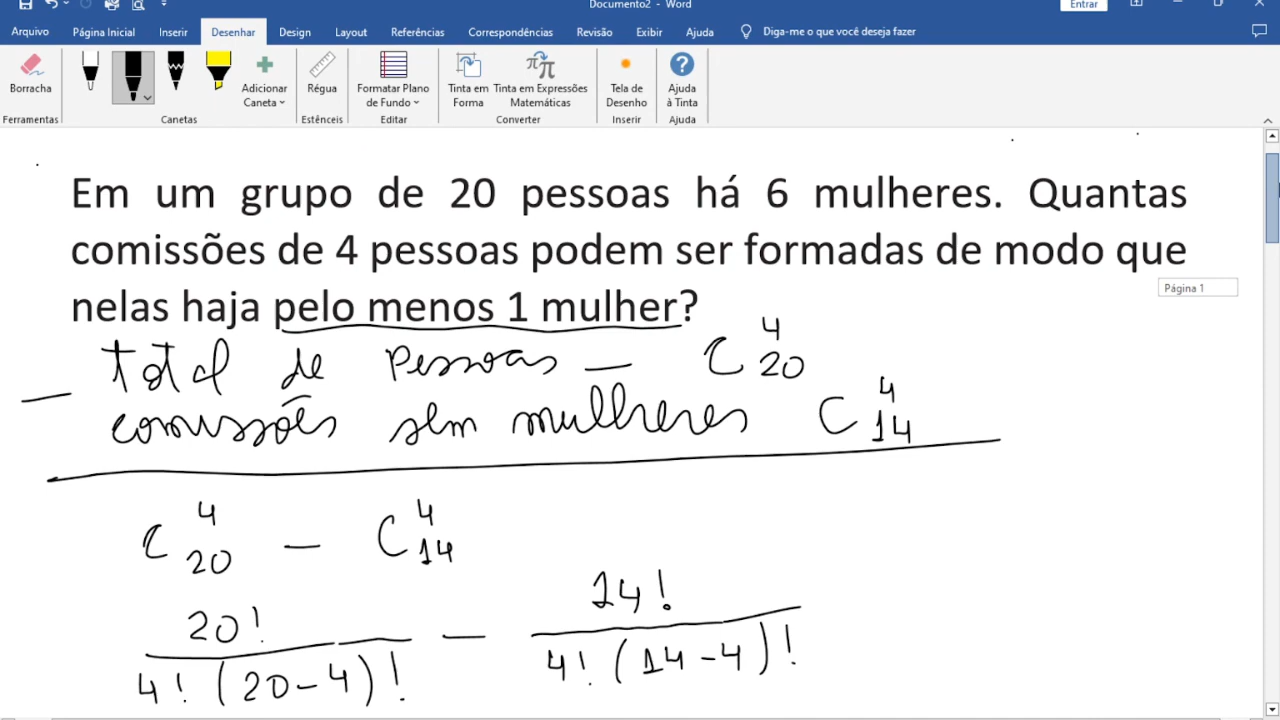 Documento2 - Word
Entrar
Arquivo Página Inicial Inserir Desenhar Design Layout Referências Correspondências Revisão Exibir Ajuda Diga-me o que você deseja fazer
Borracha
Adicionar Caneta
Régua
Formatar Plano de Fundo
Tinta em Forma
Tinta em Expressões Matemáticas
Tela de Desenho
Ajuda à Tinta
Ferramentas Canetas Estênceis Editar Converter Inserir Ajuda
Em um grupo de 20 pessoas há 6 mulheres. Quantas
comissões de 4 pessoas podem ser formadas de modo que
nelas haja pelo menos 1 mulher?
Página 1
total de pessoas — C 4 20
— comissões sem mulheres C 4 14
C 4 20 — C 4 14
20! — 14!
4! (20-4)! 4! (14-4)!